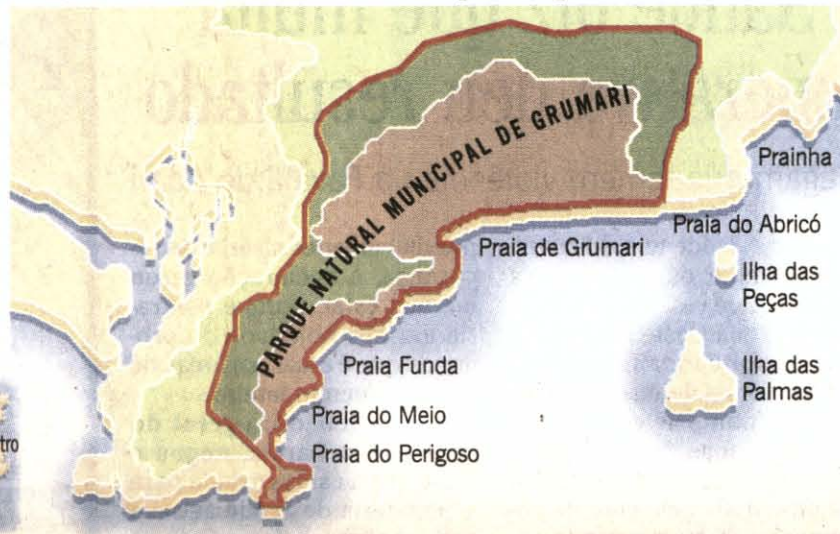 PARQUE NATURAL MUNICIPAL DE GRUMARI
Prainha
Praia do Abricó
Praia de Grumari
Ilha das
Peças
Praia Funda
Ilha das
Palmas
Praia do Meio
tro
Praia do Perigoso